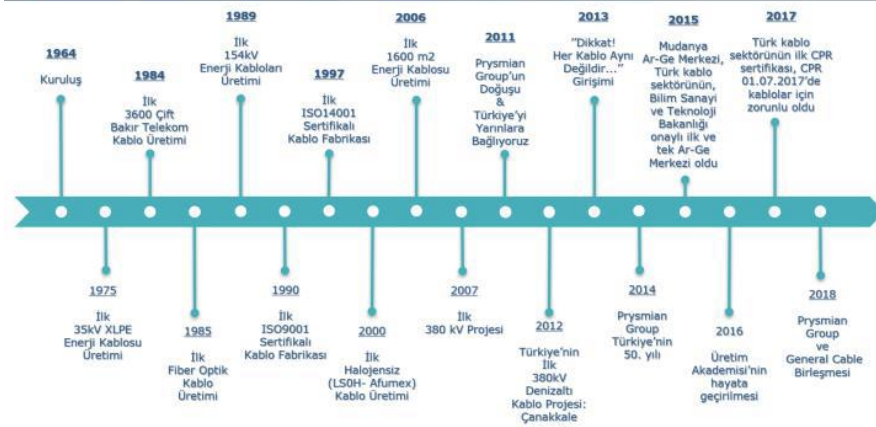 1964
Kuruluş
1984
İlk
3600 Çift
Bakır Telekom
Kablo Üretimi
1989
İlk
154kV
Enerji Kabloları
Üretimi
1997
İlk
ISO14001
Sertifikalı
Kablo Fabrikası
2006
İlk
1600 m2
Enerji Kablosu
Üretimi
2011
Prysmian
Group'un
Doğuşu
&
Türkiye'yi
Yarınlara
Bağlıyoruz
2013
"Dikkat!
Her Kablo Aynı
Değildir..."
Girişimi
2015
Mudanya
Ar-Ge Merkezi,
Türk kablo
sektörünün,
Bilim Sanayi
ve Teknoloji
Bakanlığı
onaylı ilk ve
tek Ar-Ge
Merkezi oldu
2017
Türk kablo
sektörünün ilk CPR
sertifikası, CPR
01.07.2017'de
kablolar için
zorunlu oldu
1975
İlk
35kV XLPE
Enerji Kablosu
Üretimi
1985
İlk
Fiber Optik
Kablo
Üretimi
1990
İlk
ISO9001
Sertifikalı
Kablo Fabrikası
2000
İlk
Halojensiz
(LS0H- Afumex)
Kablo Üretimi
2007
İlk
380 kV Projesi
2012
Türkiye'nin
İlk
380kV
Denizaltı
Kablo Projesi:
Çanakkale
2014
Prysmian
Group
Türkiye'nin
50. yılı
2016
Üretim
Akademisi'nin
hayata
geçirilmesi
2018
Prysmian
Group
ve
General Cable
Birleşmesi